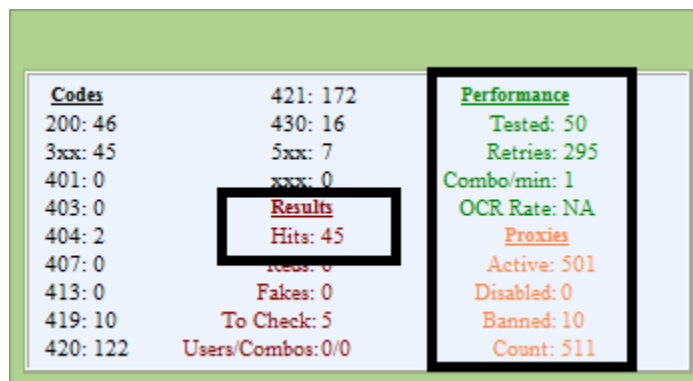 Codes
200: 46
3xx: 45
401: 0
403: 0
404: 2
407: 0
413: 0
419: 10
420: 122
421: 172
430: 16
5xx: 7
xxx: 0
Results
Hits: 45
Reds: 0
Fakes: 0
To Check: 5
Users/Combos: 0/0
Performance
Tested: 50
Retries: 295
Combo/min: 1
OCR Rate: NA
Proxies
Active: 501
Disabled: 0
Banned: 10
Count: 511